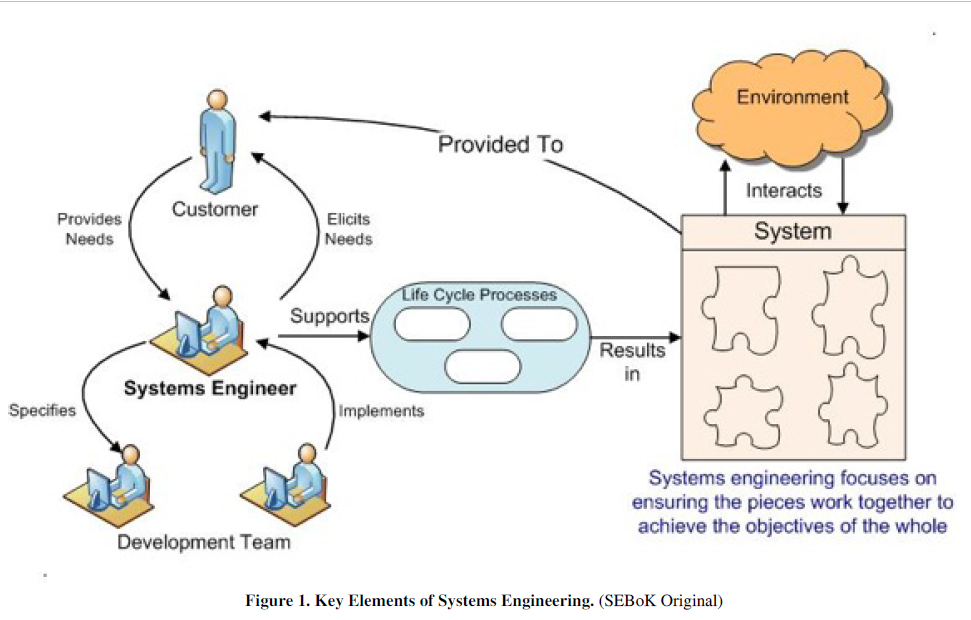 Environment
Provided To
Interacts
Customer
Provides
Needs
Elicits
Needs
System
Life Cycle Processes
Supports
Results
in
Systems Engineer
Specifies
Implements
Development Team
Systems engineering focuses on
ensuring the pieces work together to
achieve the objectives of the whole
Figure 1. Key Elements of Systems Engineering. (SEBoK Original)